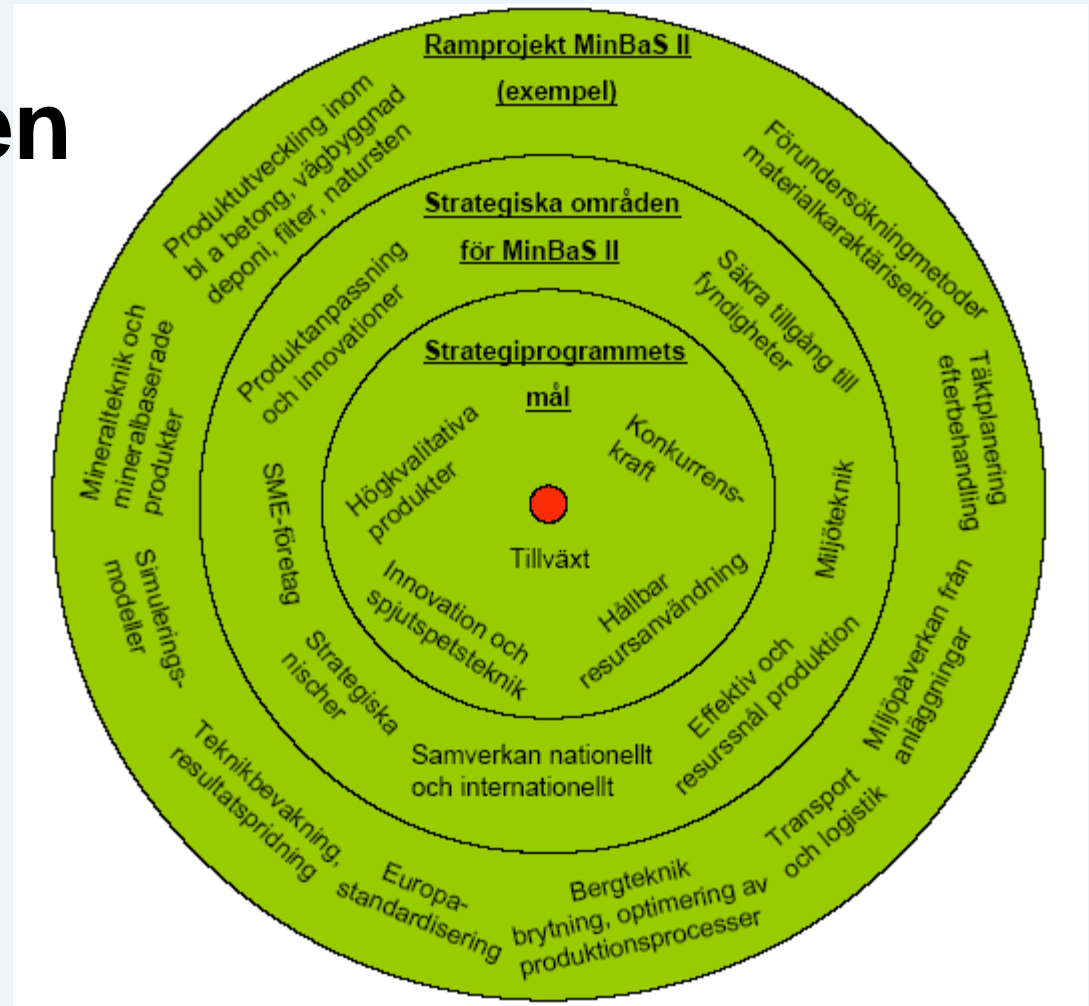 en
Ramprojekt MinBaS II
(exempel)
Produktutveckling inom
bl a betong, vägbyggnad
deponi, filter, natursten
Förundersökningmetoder
materialkaraktärisering
Täktplanering
efterbehandling
Miljöpåverkan från
anläggningar
Transport
och logistik
Bergteknik
brytning, optimering av
produktionsprocesser
Europa-
standardisering
Teknikbevakning,
resultatspridning
Simulerings-
modeller
Mineralteknik och
mineralbaserade
produkter
Strategiska områden
för MinBaS II
Produktanpassning
och innovationer
Säkra tillgång till
fyndigheter
Miljöteknik
Effektiv och
resurssnål produktion
Samverkan nationellt
och internationellt
Strategiska
nischer
SME-företag
Strategiprogrammets
mål
Högkvalitativa
produkter
Konkurrens-
kraft
Tillväxt
Hållbar
resursanvändning
Innovation och
spjutspetsteknik